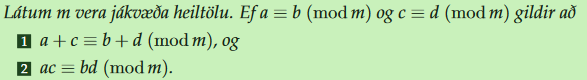 Látum m vera jákvæða heiltölu. Ef a ≡ b (mod m) og c ≡ d (mod m) gildir að
1 a + c ≡ b + d (mod m), og
2 ac ≡ bd (mod m).